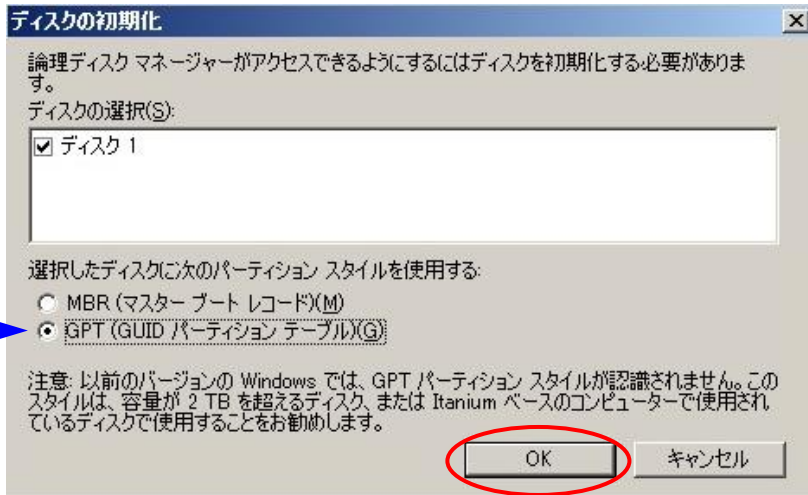 ディスクの初期化
論理ディスク マネージャーがアクセスできるようにするにはディスクを初期化する必要がありま
す。
ディスクの選択(S):
ディスク 1
選択したディスクに次のパーティション スタイルを使用する:
MBR (マスター ブート レコード)(M)
GPT (GUID パーティション テーブル)(G)
注意: 以前のバージョンの Windows では、GPT パーティション スタイルが認識されません。この
スタイルは、容量が 2 TB を超えるディスク、または Itanium ベースのコンピューターで使用され
ているディスクで使用することをお勧めします。
OK キャンセル